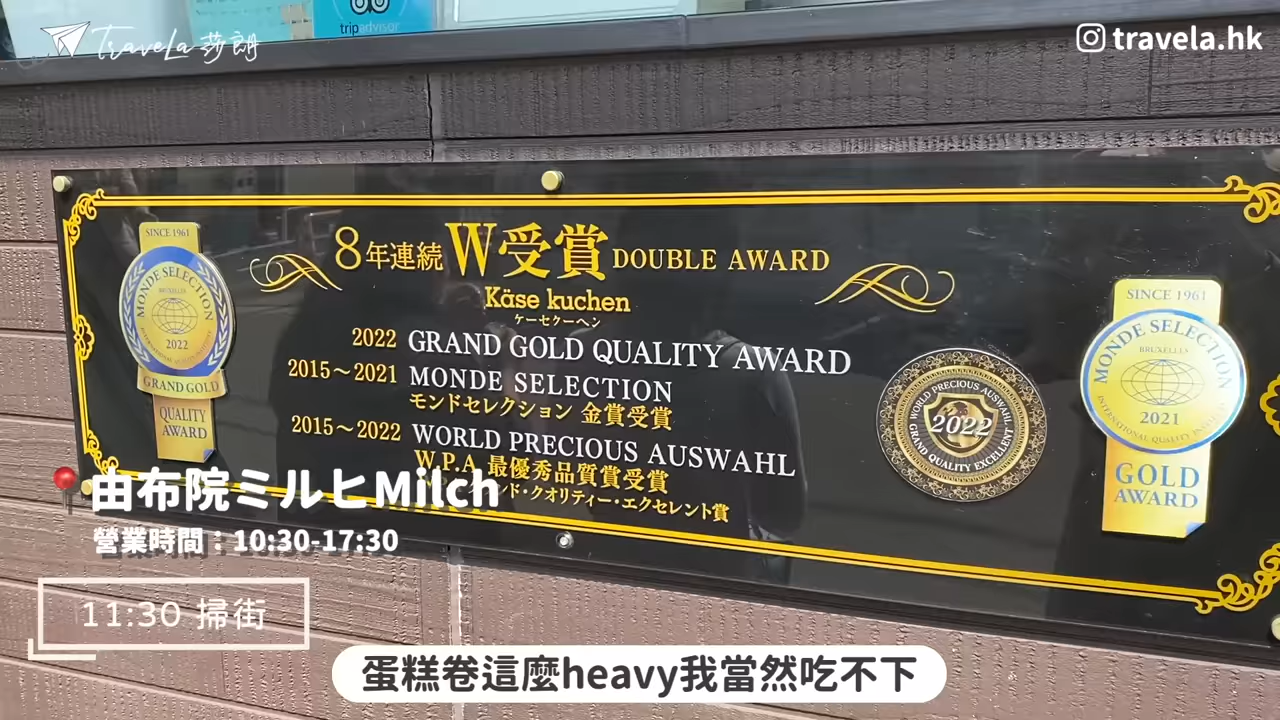 tripadvisor
TraveLa 莎朗
travela.hk
SINCE 1961
MONDE SELECTION
BRUXELLES
2022
GRAND GOLD
QUALITY
AWARD
8年連続W受賞 DOUBLE AWARD
Käse kuchen
ケーゼクーヘン
2022 GRAND GOLD QUALITY AWARD
2015～2021 MONDE SELECTION
モンドセレクション 金賞受賞
2015～2022 WORLD PRECIOUS AUSWAHL
W.P.A 最優秀品質賞受賞
ド・クオリティー・エクセレント賞
WORLD PRECIOUS AUSWAHL
2022
GRAND QUALITY EXCELLENT
SINCE 1961
MONDE SELECTION
BRUXELLES
INTERNATIONAL QUALITY
2021
GOLD
AWARD
由布院ミルヒMilch
營業時間：10:30-17:30
11:30 掃街
蛋糕卷這麼heavy我當然吃不下